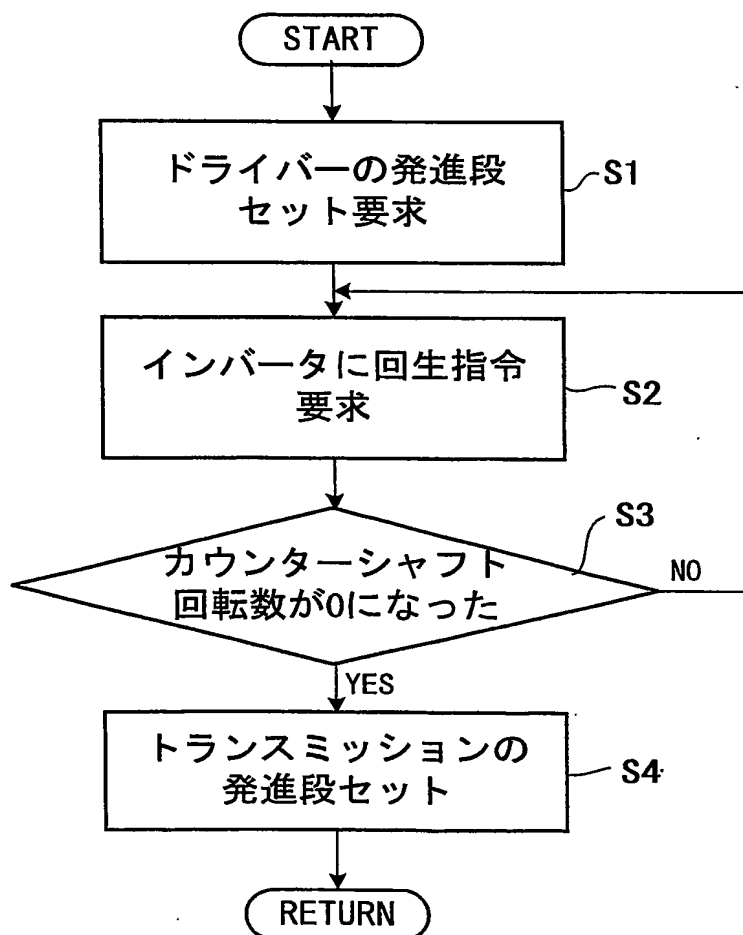 START
ドライバーの発進段
セット要求
S1
インバータに回生指令
要求
S2
カウンターシャフト
回転数が0になった
S3
NO
YES
トランスミッションの
発進段セット
S4
RETURN